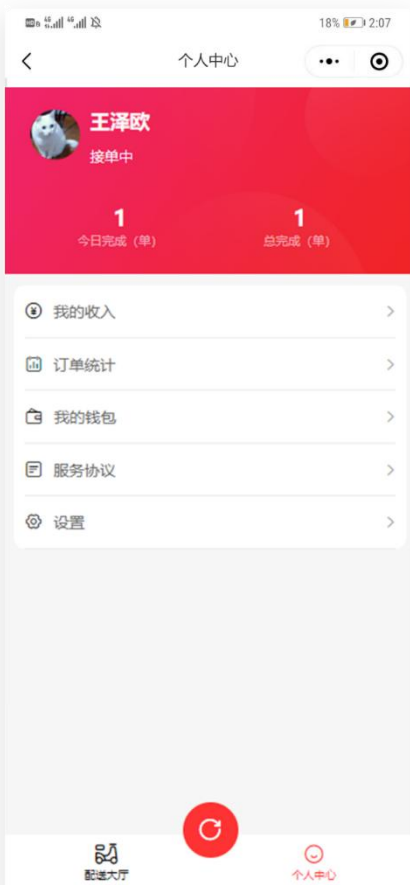 18% 2:07
个人中心
王泽欧
接单中
1 1
今日完成（单） 总完成（单）
我的收入
订单统计
我的钱包
服务协议
设置
配送大厅 个人中心